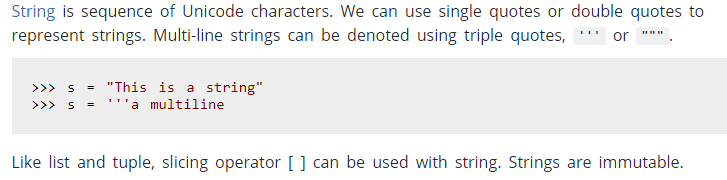 String is sequence of Unicode characters. We can use single quotes or double quotes to
represent strings. Multi-line strings can be denoted using triple quotes, ''' or """.
>>> s = "This is a string"
>>> s = '''a multiline
Like list and tuple, slicing operator [ ] can be used with string. Strings are immutable.